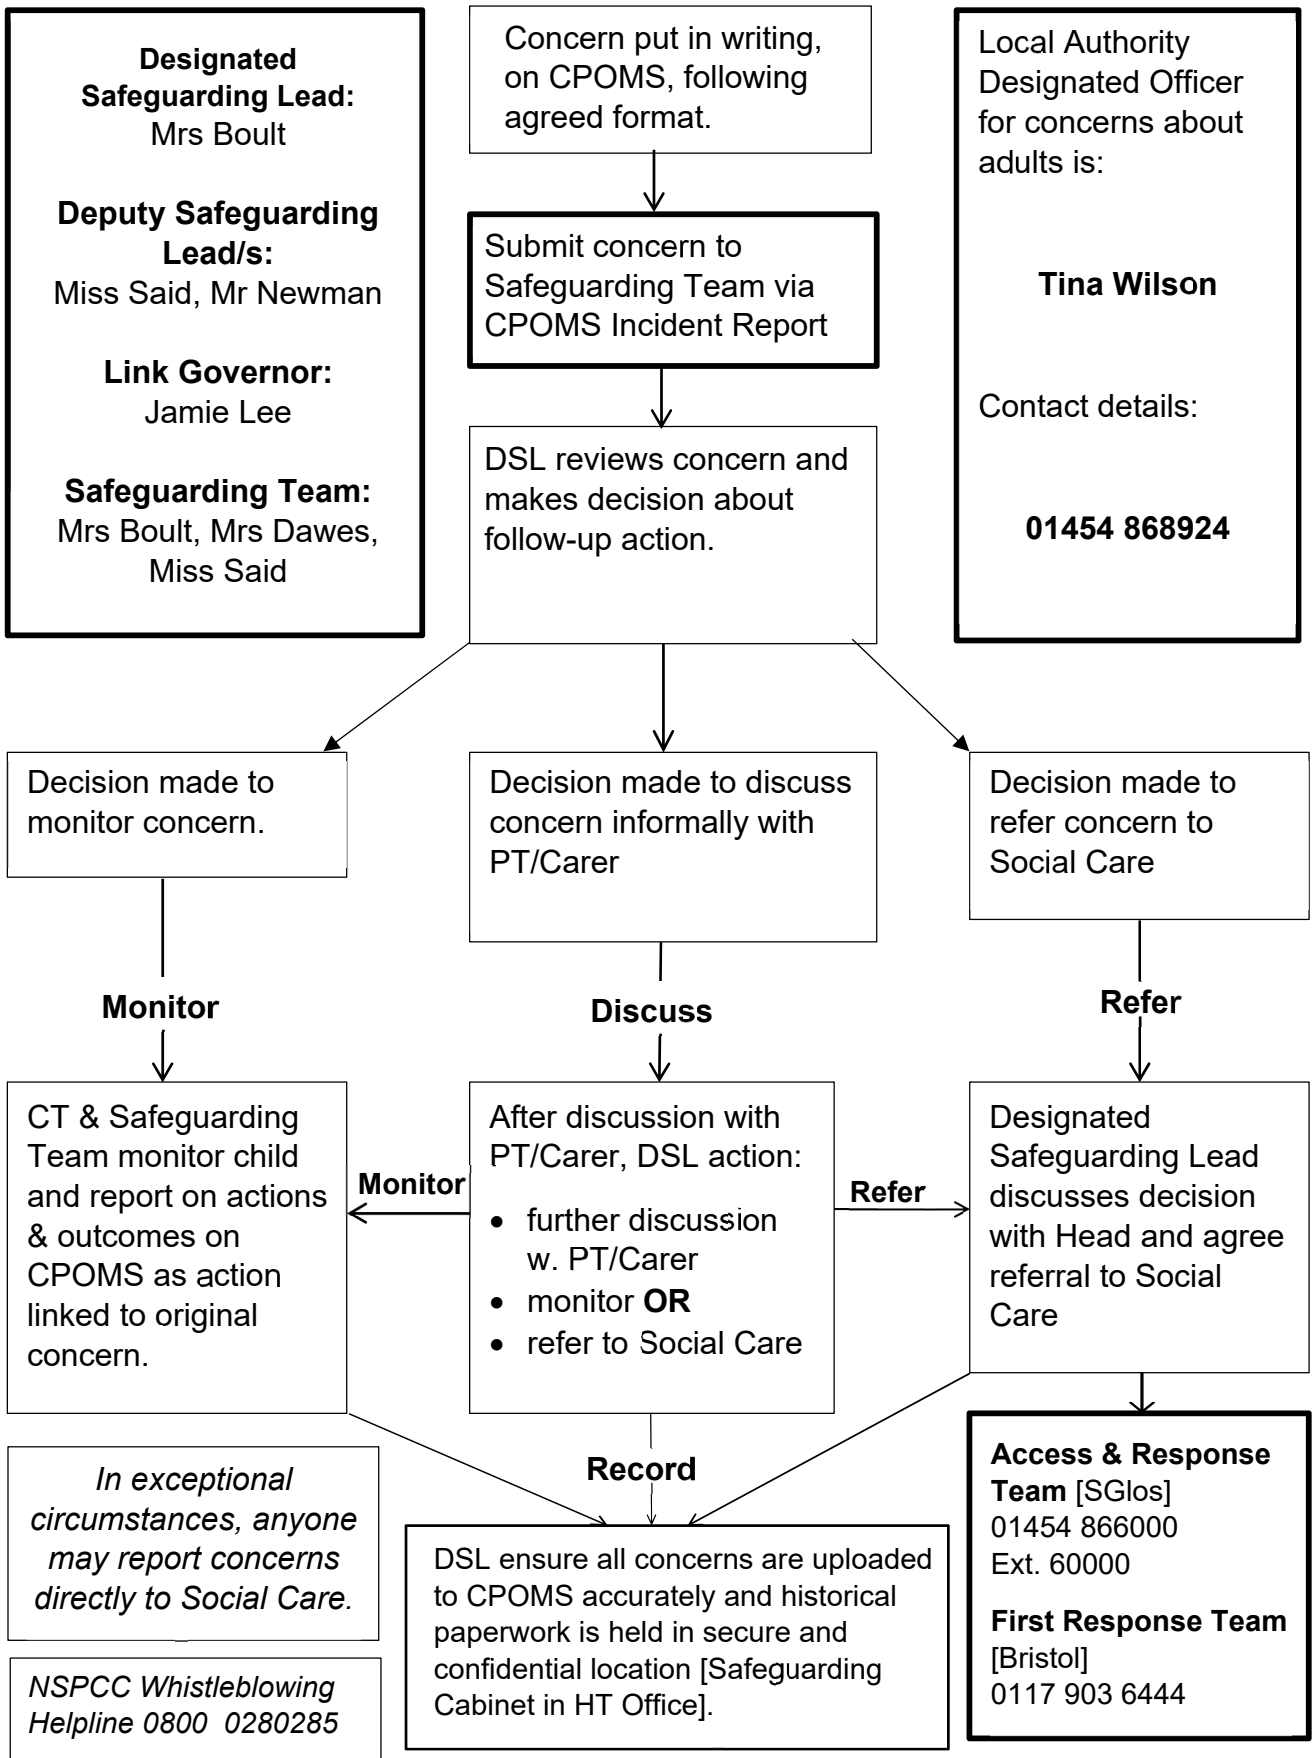 Designated
Safeguarding Lead:
Mrs Boult
Deputy Safeguarding
Lead/s:
Miss Said, Mr Newman
Link Governor:
Jamie Lee
Safeguarding Team:
Mrs Boult, Mrs Dawes,
Miss Said
Concern put in writing,
on CPOMS, following
agreed format.
Submit concern to
Safeguarding Team via
CPOMS Incident Report
DSL reviews concern and
makes decision about
follow-up action.
Local Authority
Designated Officer
for concerns about
adults is:
Tina Wilson
Contact details:
01454 868924
Decision made to
monitor concern.
Decision made to discuss
concern informally with
PT/Carer
Decision made to
refer concern to
Social Care
Monitor
Discuss
Refer
CT & Safeguarding
Team monitor child
and report on actions
& outcomes on
CPOMS as action
linked to original
concern.
Monitor
After discussion with
PT/Carer, DSL action:
• further discussion
w. PT/Carer
• monitor OR
• refer to Social Care
Refer
Designated
Safeguarding Lead
discusses decision
with Head and agree
referral to Social
Care
Record
In exceptional
circumstances, anyone
may report concerns
directly to Social Care.
NSPCC Whistleblowing
Helpline 0800  0280285
DSL ensure all concerns are uploaded
to CPOMS accurately and historical
paperwork is held in secure and
confidential location [Safeguarding
Cabinet in HT Office].
Access & Response
Team [SGlos]
01454 866000
Ext. 60000
First Response Team
[Bristol]
0117 903 6444